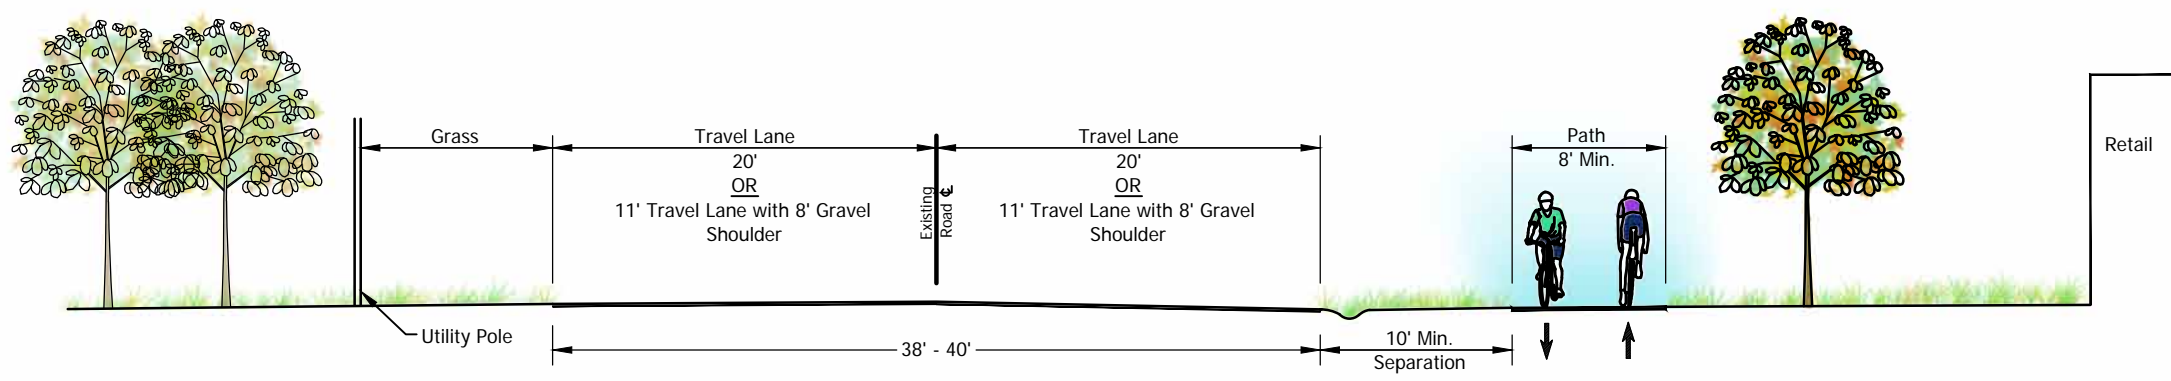 Grass
Travel Lane
20'
OR
11' Travel Lane with 8' Gravel
Shoulder
Existing
Road ℄
Travel Lane
20'
OR
11' Travel Lane with 8' Gravel
Shoulder
Path
8' Min.
Retail
Utility Pole
38' - 40'
10' Min.
Separation